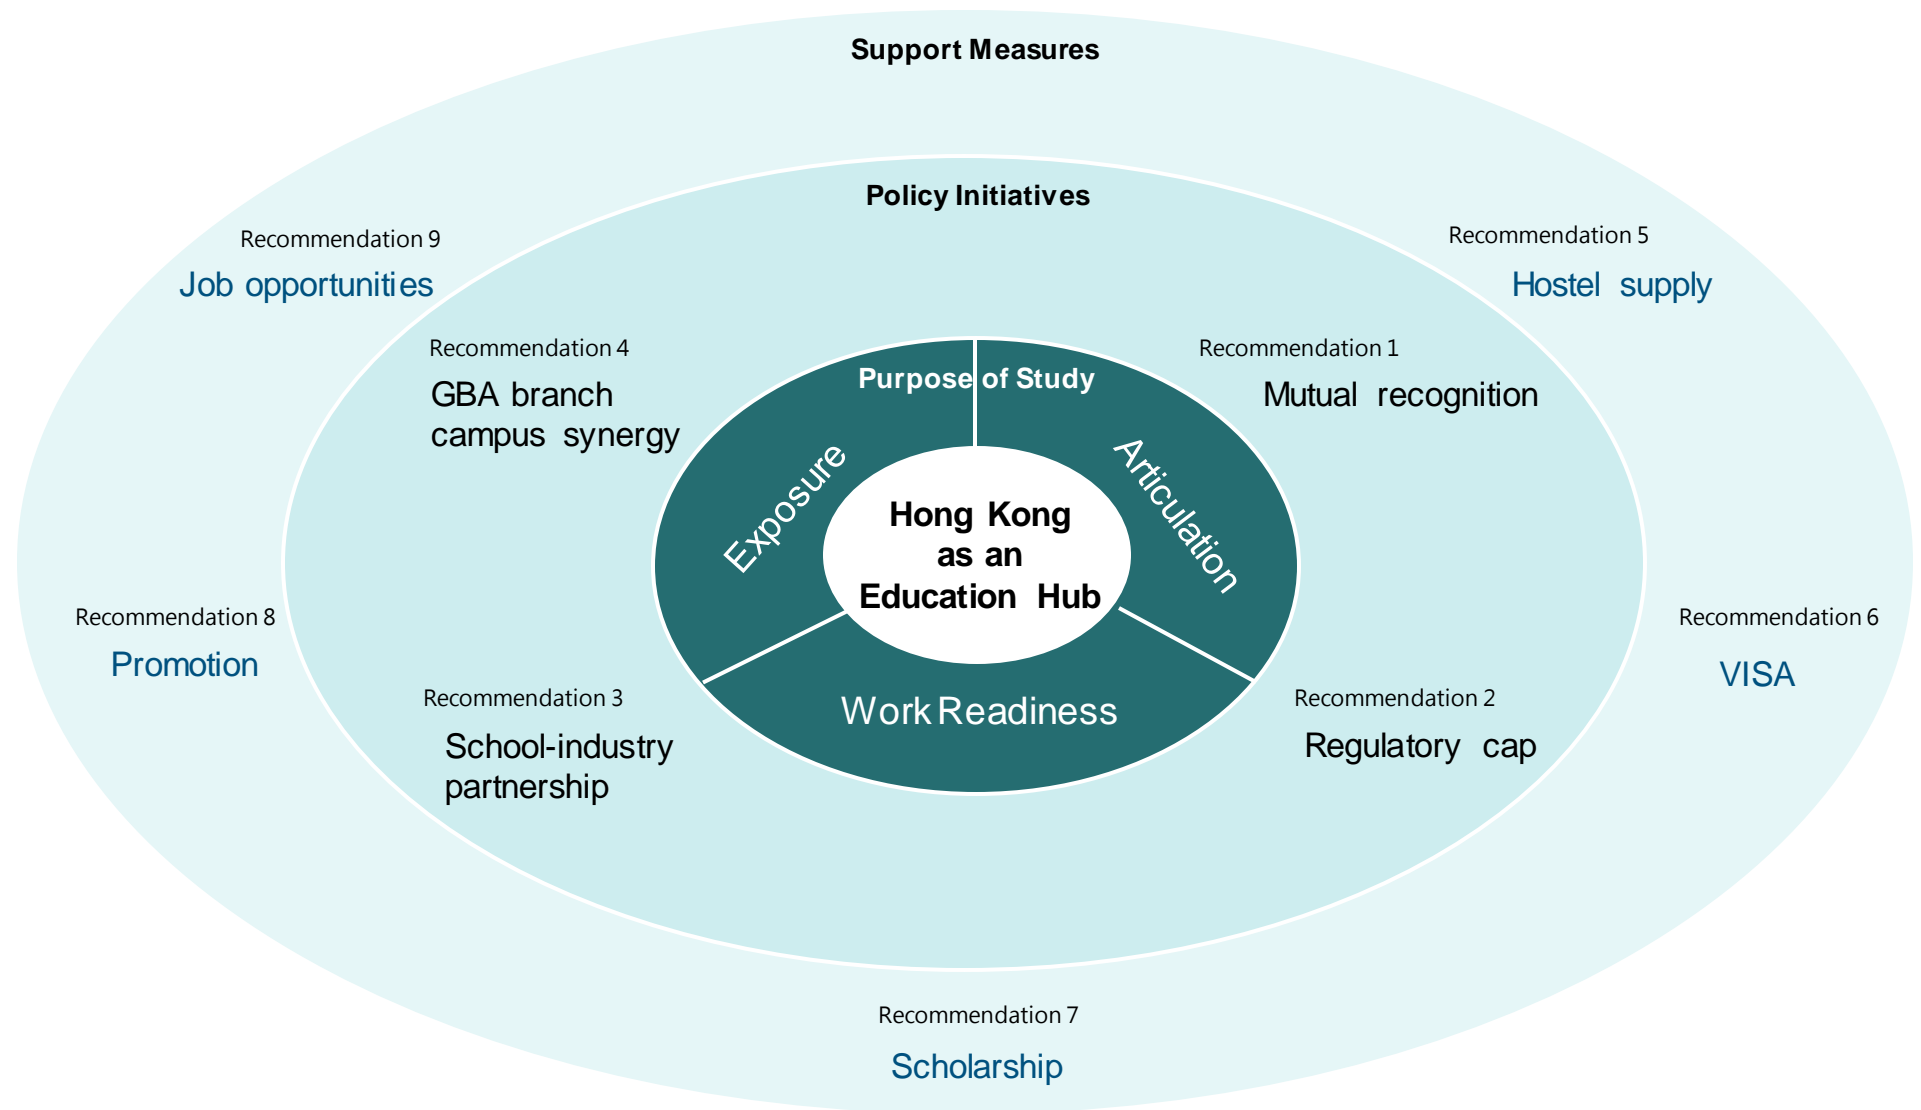 Support Measures
Policy Initiatives
Recommendation 9
Job opportunities
Recommendation 5
Hostel supply
Recommendation 4
GBA branch
campus synergy
Recommendation 1
Mutual recognition
Purpose of Study
Exposure
Articulation
Work Readiness
Hong Kong
as an
Education Hub
Recommendation 8
Promotion
Recommendation 6
VISA
Recommendation 3
School-industry
partnership
Recommendation 2
Regulatory cap
Recommendation 7
Scholarship